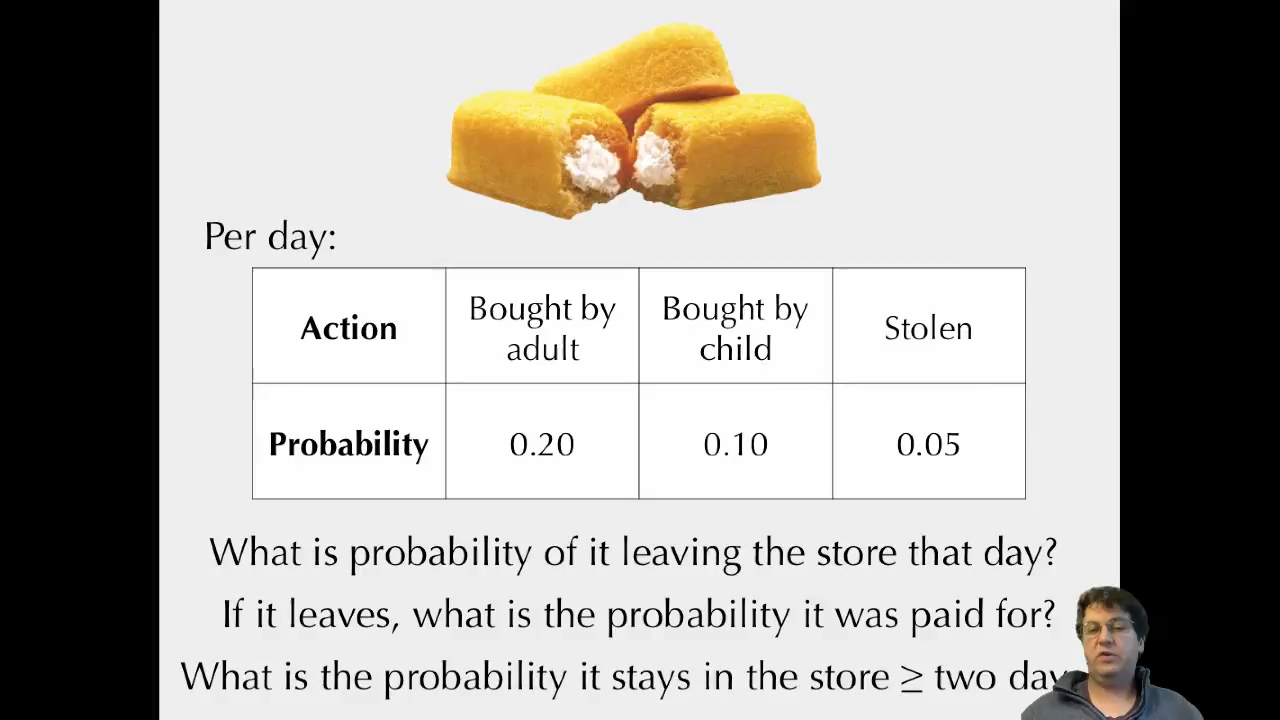 Per day:
Action
Bought by
adult
Bought by
child
Stolen
Probability
0.20
0.10
0.05
What is probability of it leaving the store that day?
If it leaves, what is the probability it was paid for?
What is the probability it stays in the store ≥ two